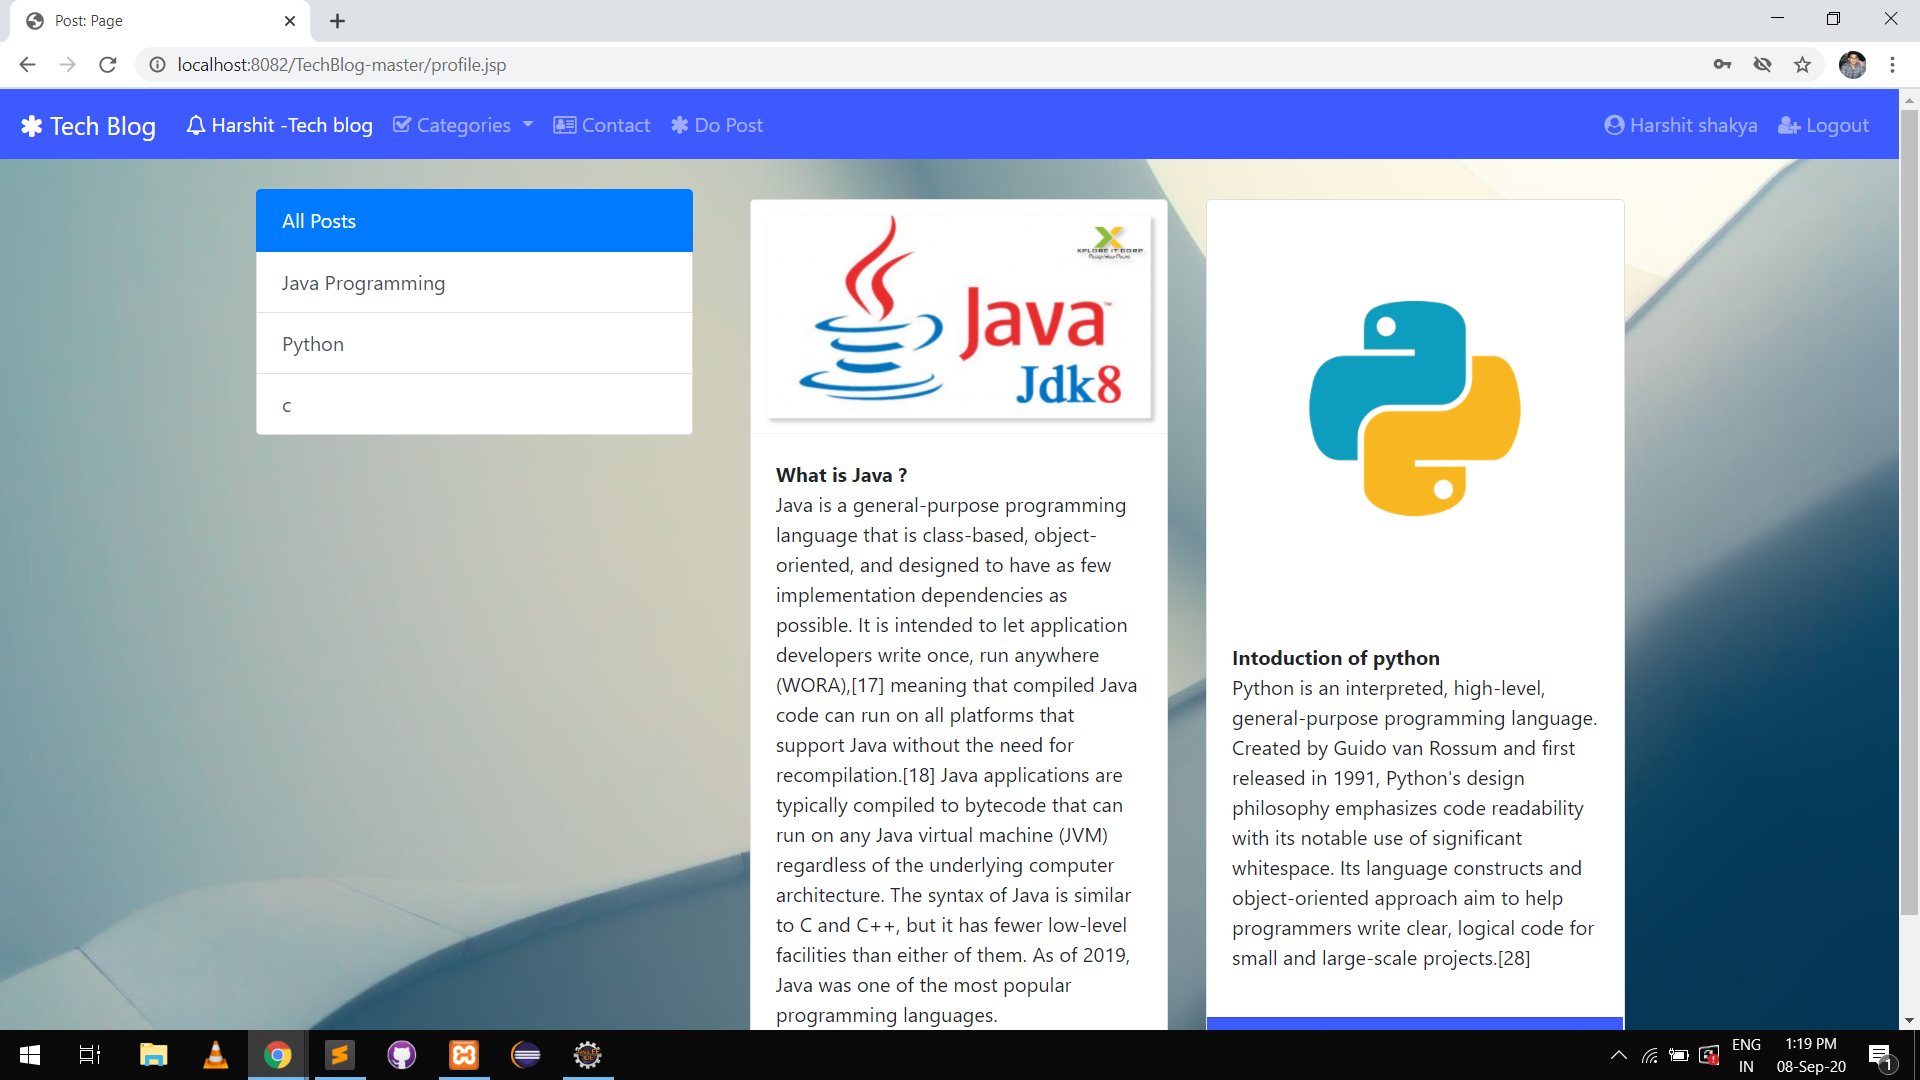 Post: Page
localhost:8082/TechBlog-master/profile.jsp
Tech Blog Harshit -Tech blog Categories Contact Do Post Harshit shakya Logout
All Posts
Java Programming
Python
c
XPLORE IT CORP
Java™
Jdk8
What is Java ?
Java is a general-purpose programming
language that is class-based, object-
oriented, and designed to have as few
implementation dependencies as
possible. It is intended to let application
developers write once, run anywhere
(WORA),[17] meaning that compiled Java
code can run on all platforms that
support Java without the need for
recompilation.[18] Java applications are
typically compiled to bytecode that can
run on any Java virtual machine (JVM)
regardless of the underlying computer
architecture. The syntax of Java is similar
to C and C++, but it has fewer low-level
facilities than either of them. As of 2019,
Java was one of the most popular
programming languages.
Intoduction of python
Python is an interpreted, high-level,
general-purpose programming language.
Created by Guido van Rossum and first
released in 1991, Python's design
philosophy emphasizes code readability
with its notable use of significant
whitespace. Its language constructs and
object-oriented approach aim to help
programmers write clear, logical code for
small and large-scale projects.[28]
ENG
IN
1:19 PM
08-Sep-20
1